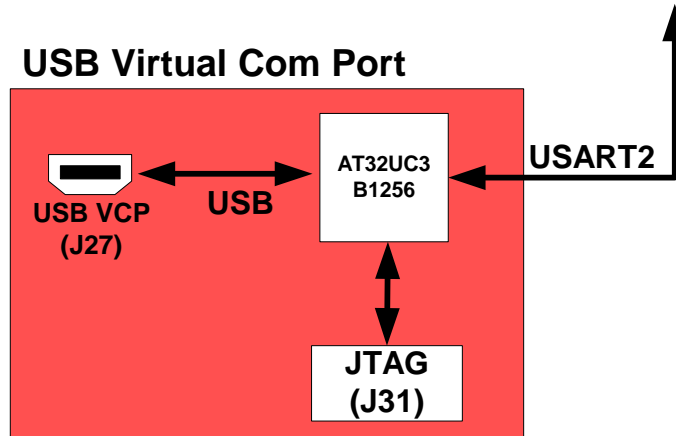 USB Virtual Com Port
AT32UC3
B1256
USART2
USB
USB VCP
(J27)
JTAG
(J31)